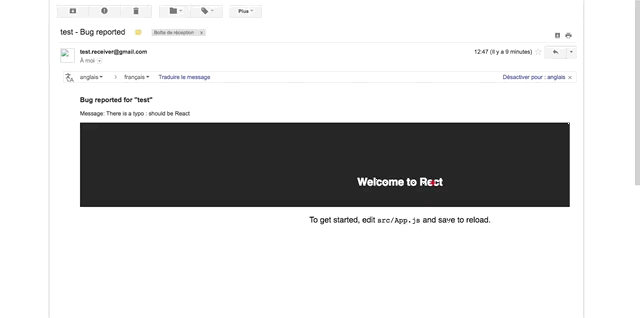 Plus
test - Bug reported
Boîte de réception x
test.receiver@gmail.com
12:47 (il y a 9 minutes)
À moi
anglais > français Traduire le message
Désactiver pour : anglais x
Bug reported for "test"
Message: There is a typo : should be React
Welcome to Rect
To get started, edit src/App.js and save to reload.